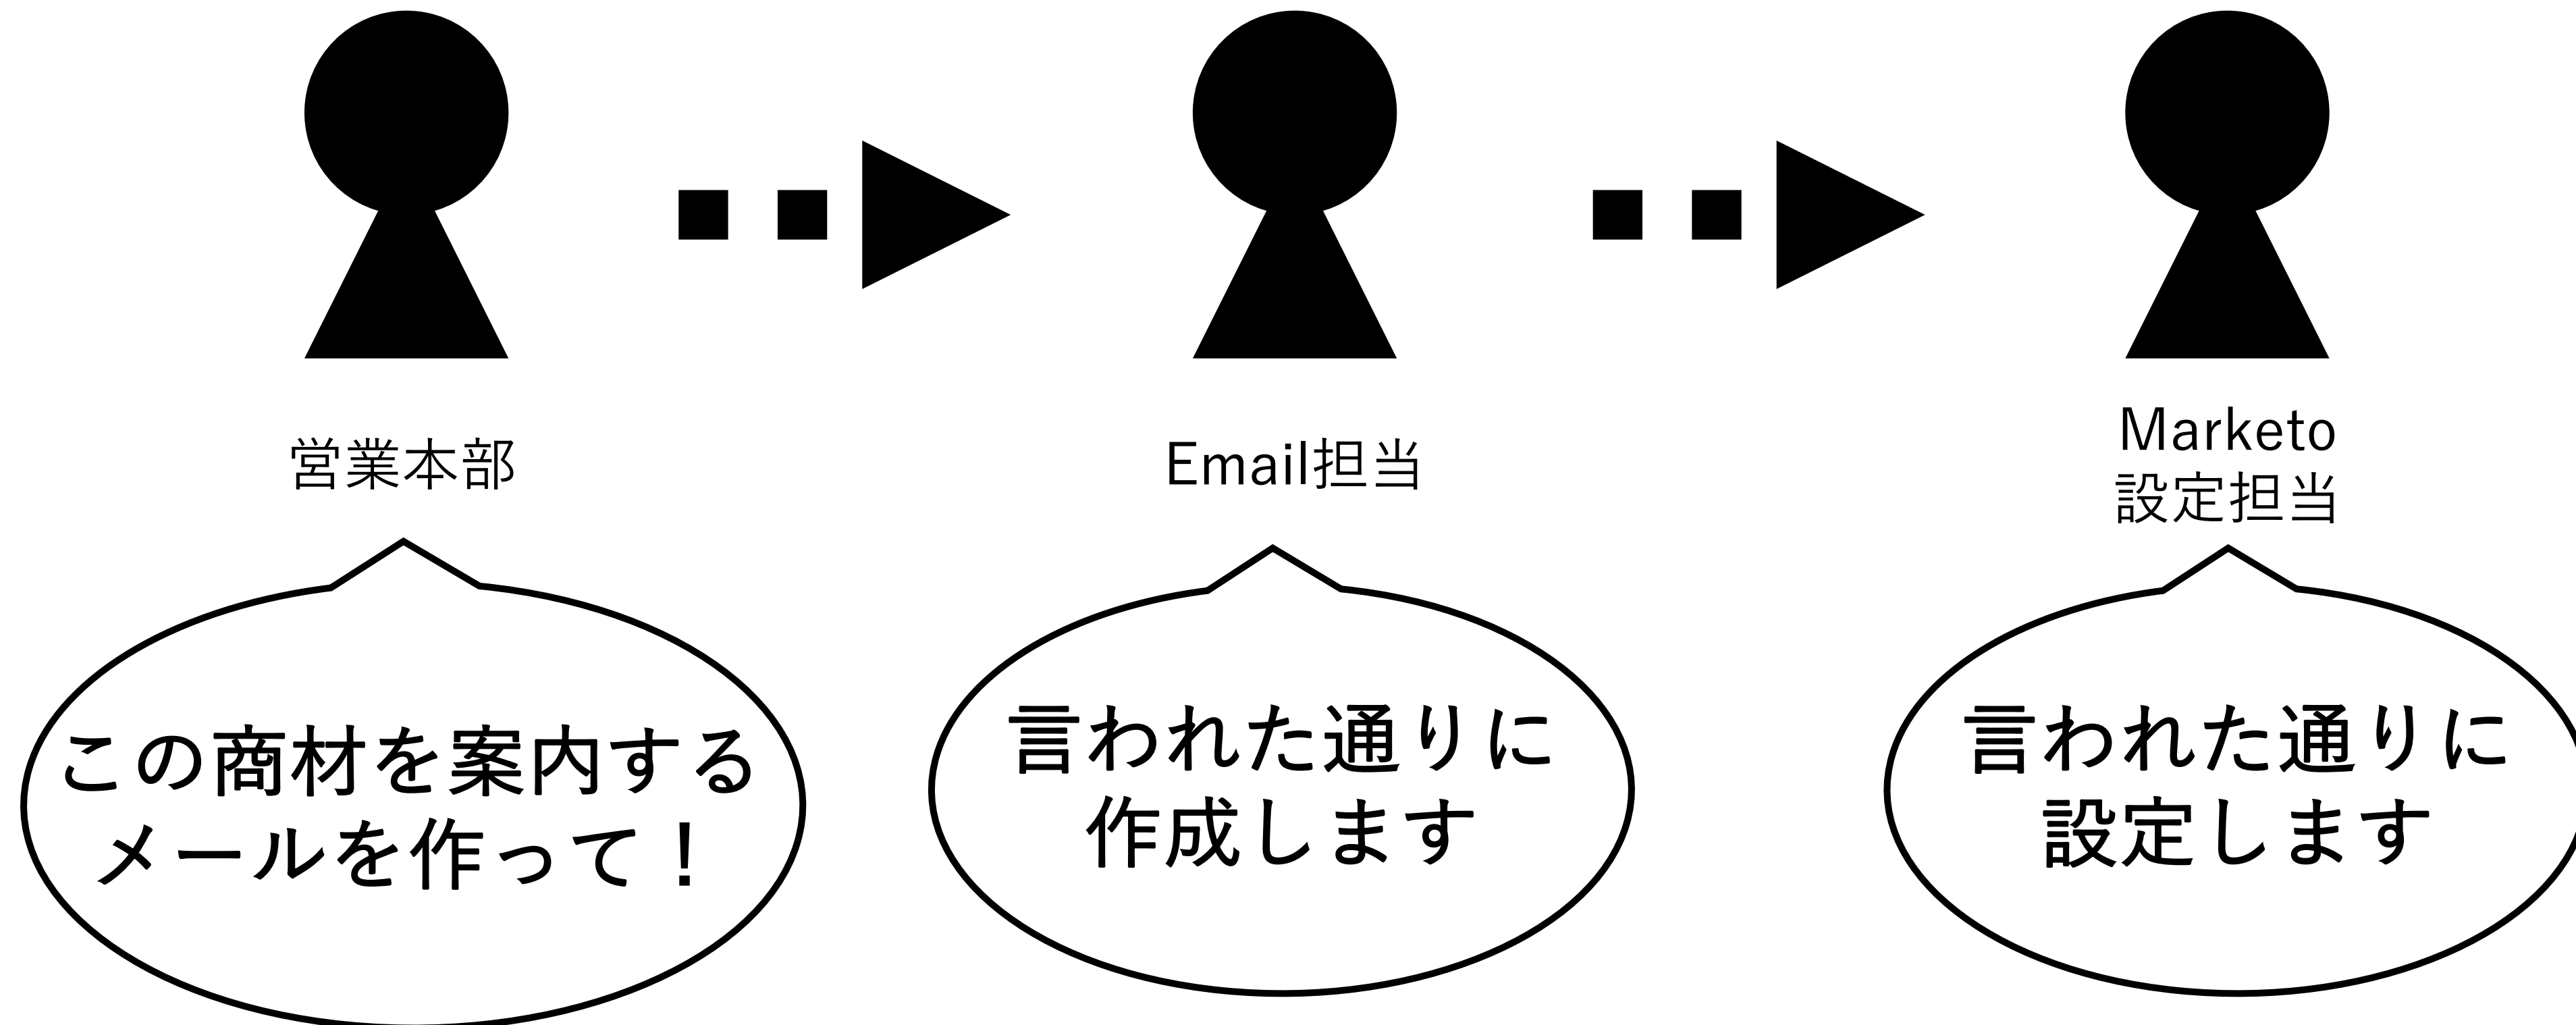 営業本部
Email担当
Marketo
設定担当
この商材を案内する
メールを作って！
言われた通りに
作成します
言われた通りに
設定します